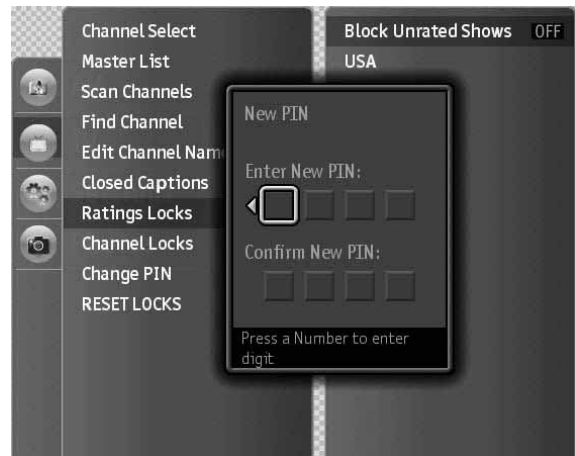 Channel Select
Master List
Scan Channels
Find Channel
Edit Channel Nam
Closed Captions
Ratings Locks
Channel Locks
Change PIN
RESET LOCKS
Block Unrated Shows OFF
USA
New PIN
Enter New PIN:
Confirm New PIN:
Press a Number to enter
digit